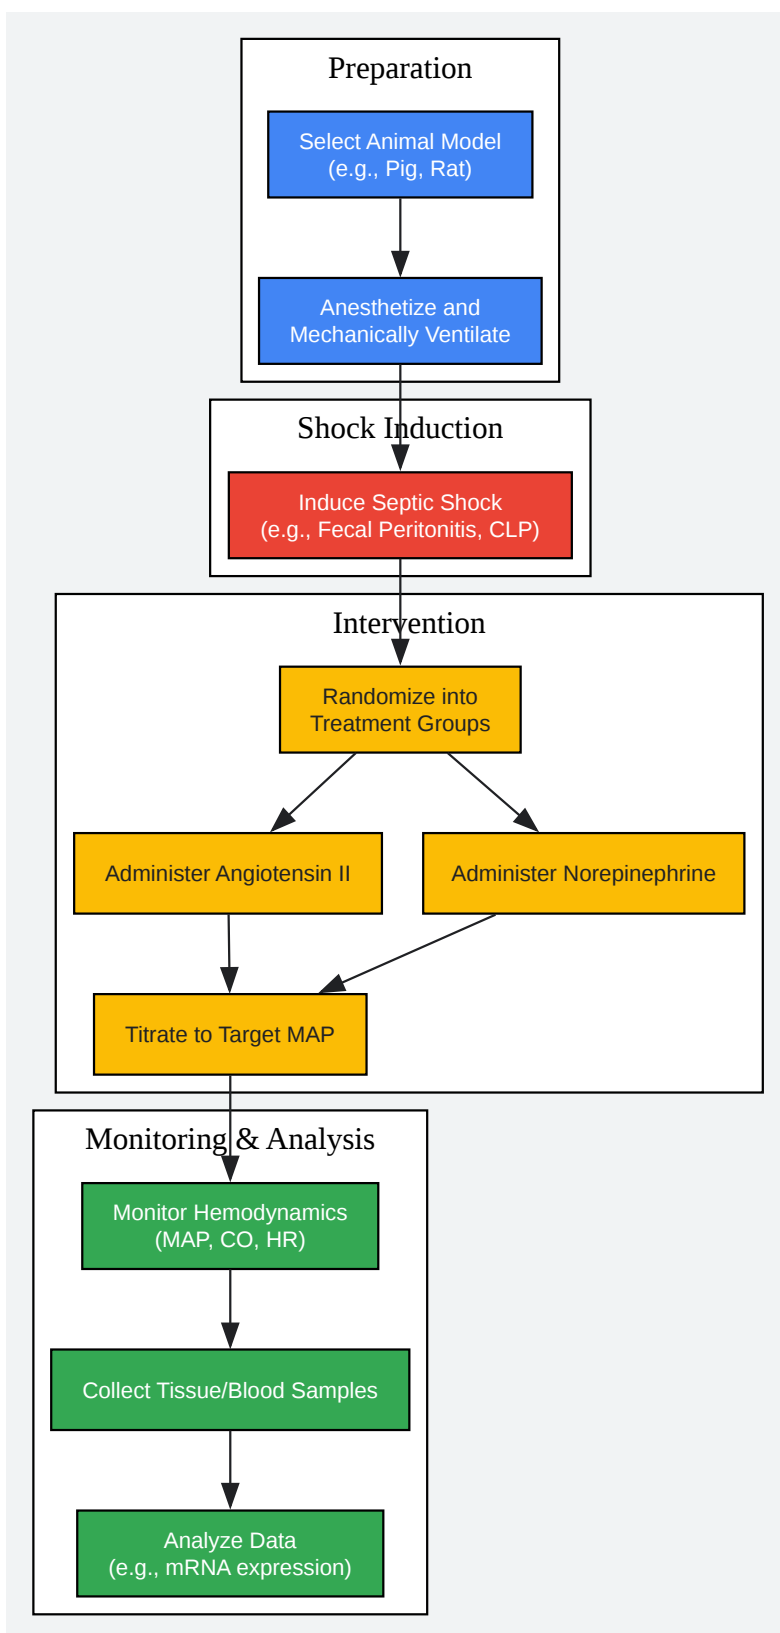 Preparation
Select Animal Model
(e.g., Pig, Rat)
Anesthetize and
Mechanically Ventilate
Shock Induction
Induce Septic Shock
(e.g., Fecal Peritonitis, CLP)
Intervention
Randomize into
Treatment Groups
Administer Angiotensin II
Administer Norepinephrine
Titrate to Target MAP
Monitoring & Analysis
Monitor Hemodynamics
(MAP, CO, HR)
Collect Tissue/Blood Samples
Analyze Data
(e.g., mRNA expression)